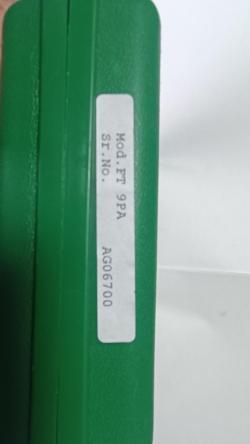 Mod.FT 9PA
Sr.No. AG06700